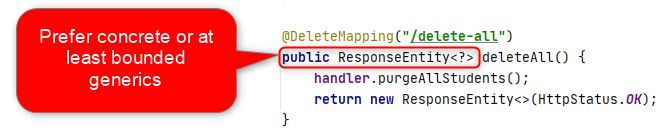 Prefer concrete or at
least bounded
generics
@DeleteMapping("/delete-all")
public ResponseEntity<?> deleteAll() {
handler.purgeAllStudents();
return new ResponseEntity<>(HttpStatus.OK);
}